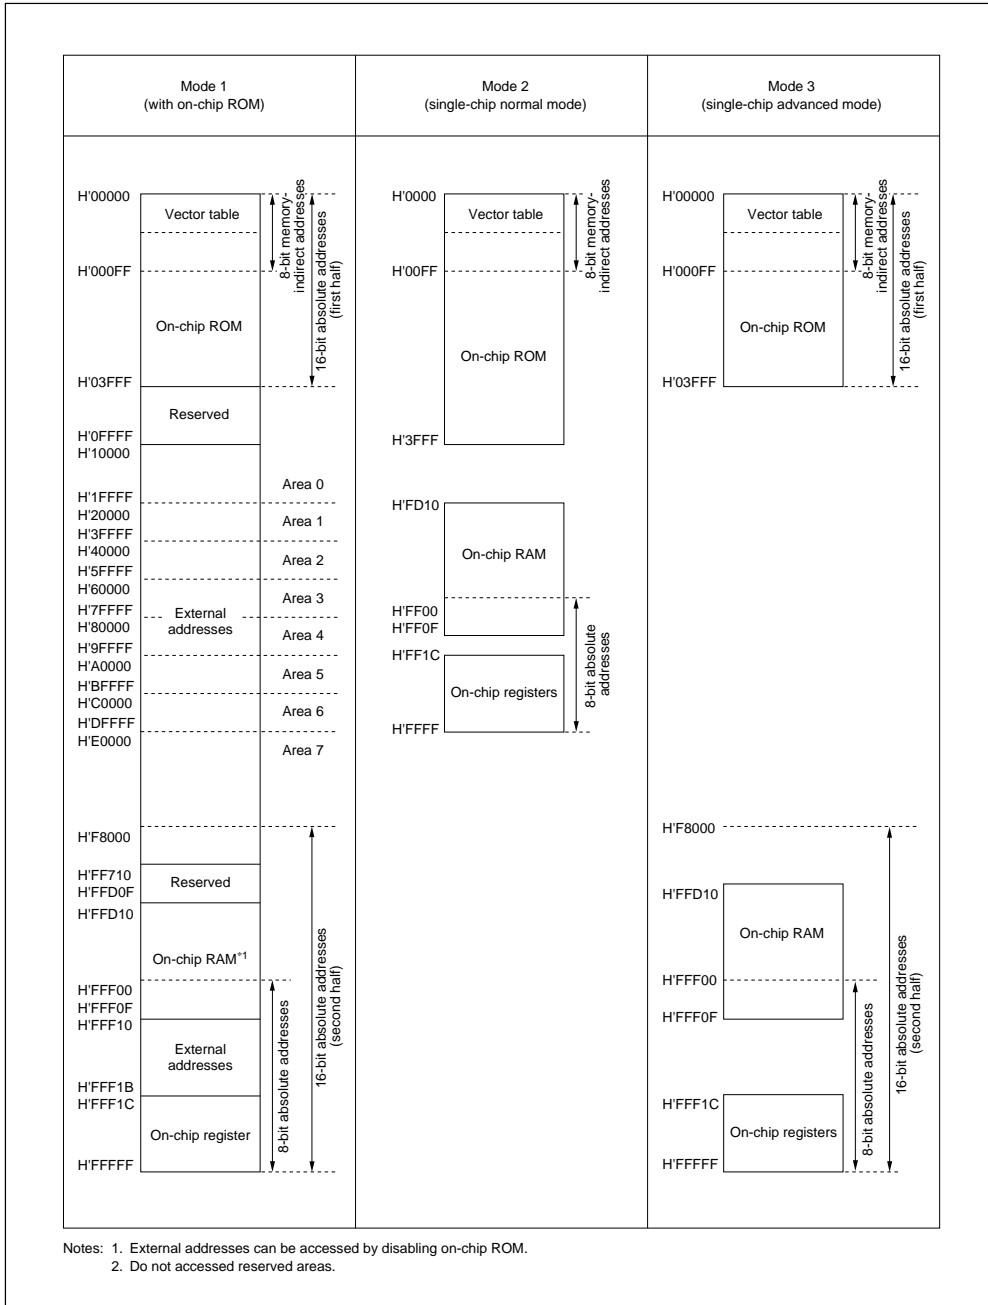 Mode 1
(with on-chip ROM)
Mode 2
(single-chip normal mode)
Mode 3
(single-chip advanced mode)
H'00000
Vector table
H'000FF
On-chip ROM
H'03FFF
Reserved
H'0FFFF
H'10000
H'1FFFF
H'20000
H'3FFFF
H'40000
H'5FFFF
H'60000
H'7FFFF
H'80000
H'9FFFF
H'A0000
H'BFFFF
H'C0000
H'DFFFF
H'E0000
External
addresses
Area 0
Area 1
Area 2
Area 3
Area 4
Area 5
Area 6
Area 7
H'F8000
H'FF710
Reserved
H'FFD0F
H'FFD10
On-chip RAM*1
H'FFF00
H'FFF0F
H'FFF10
External
addresses
H'FFF1B
H'FFF1C
On-chip register
H'FFFFF
8-bit memory-
indirect addresses
16-bit absolute addresses
(first half)
8-bit absolute addresses
16-bit absolute addresses
(second half)
H'0000
Vector table
H'00FF
On-chip ROM
H'3FFF
H'FD10
On-chip RAM
H'FF00
H'FF0F
H'FF1C
On-chip registers
H'FFFF
8-bit memory-
indirect addresses
8-bit absolute
addresses
H'00000
Vector table
H'000FF
On-chip ROM
H'03FFF
H'F8000
H'FFD10
On-chip RAM
H'FFF00
H'FFF0F
H'FFF1C
On-chip registers
H'FFFFF
8-bit memory-
indirect addresses
16-bit absolute addresses
(first half)
8-bit absolute addresses
16-bit absolute addresses
(second half)
Notes: 1. External addresses can be accessed by disabling on-chip ROM.
2. Do not accessed reserved areas.